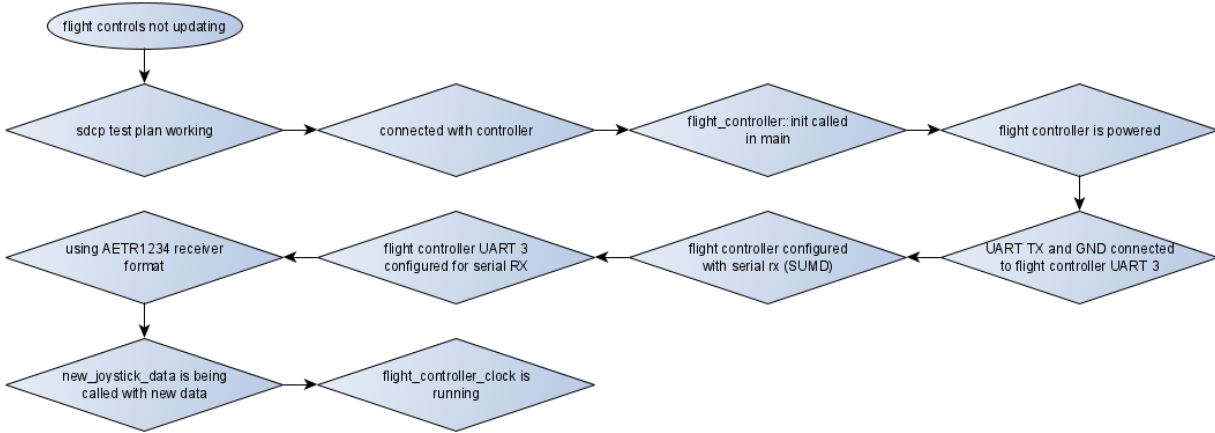 flight controls not updating
sdcp test plan working
connected with controller
flight_controller::init called
in main
flight controller is powered
UART TX and GND connected
to flight controller UART 3
flight controller configured
with serial rx (SUMD)
flight controller UART 3
configured for serial RX
using AETR1234 receiver
format
new_joystick_data is being
called with new data
flight_controller_clock is
running